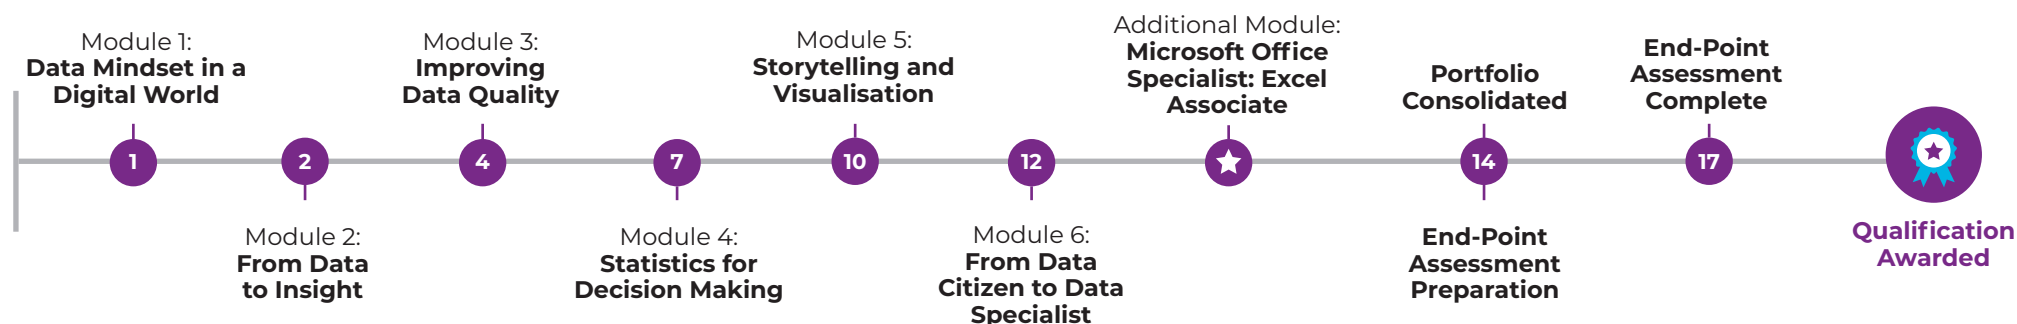 Module 1:
Data Mindset in a
Digital World
1
2
Module 2:
From Data
to Insight
Module 3:
Improving
Data Quality
4
7
Module 4:
Statistics for
Decision Making
Module 5:
Storytelling and
Visualisation
10
12
Module 6:
From Data
Citizen to Data
Specialist
Additional Module:
Microsoft Office
Specialist: Excel
Associate
Portfolio
Consolidated
14
End-Point
Assessment
Preparation
End-Point
Assessment
Complete
17
Qualification
Awarded